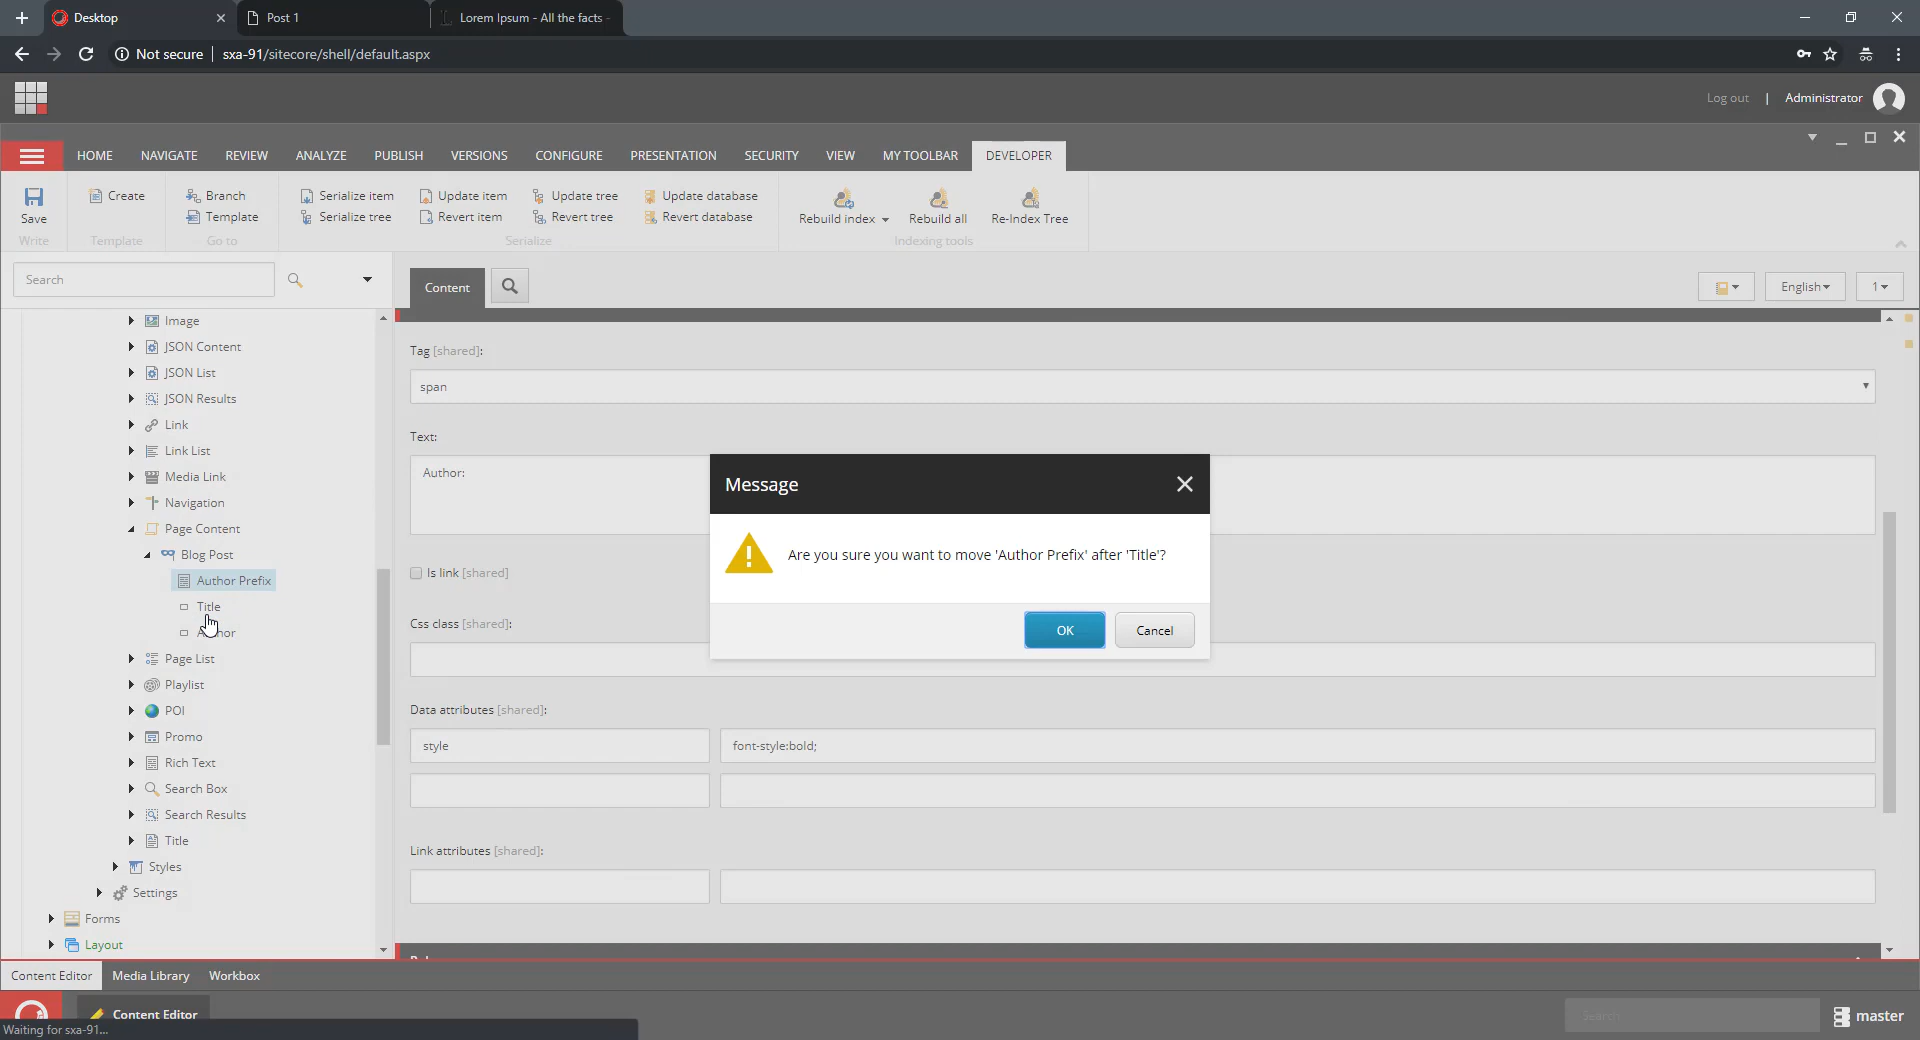 Desktop
Post 1
Lorem Ipsum - All the facts -
Not secure
sxa-91/sitecore/shell/default.aspx
Log out | Administrator
HOME NAVIGATE REVIEW ANALYZE PUBLISH VERSIONS CONFIGURE PRESENTATION SECURITY VIEW MY TOOLBAR DEVELOPER
Save
Write
Create
Template
Branch
Template
Go to
Serialize item Update item Update tree Update database
Serialize tree Revert item Revert tree Revert database
Serialize
Rebuild index Rebuild all Re-Index Tree
Indexing tools
Search
Content
English
1
Image
JSON Content
JSON List
JSON Results
Link
Link List
Media Link
Navigation
Page Content
Blog Post
Author Prefix
Title
Page List
Playlist
POI
Promo
Rich Text
Search Box
Search Results
Title
Styles
Settings
Forms
Layout
Tag [shared]:
span
Text:
Author:
Is link [shared]
Css class [shared]:
Data attributes [shared]:
style
font-style:bold;
Link attributes [shared]:
Message
Are you sure you want to move 'Author Prefix' after 'Title'?
OK
Cancel
Content Editor Media Library Workbox
Content Editor
Search
master
Waiting for sxa-91...